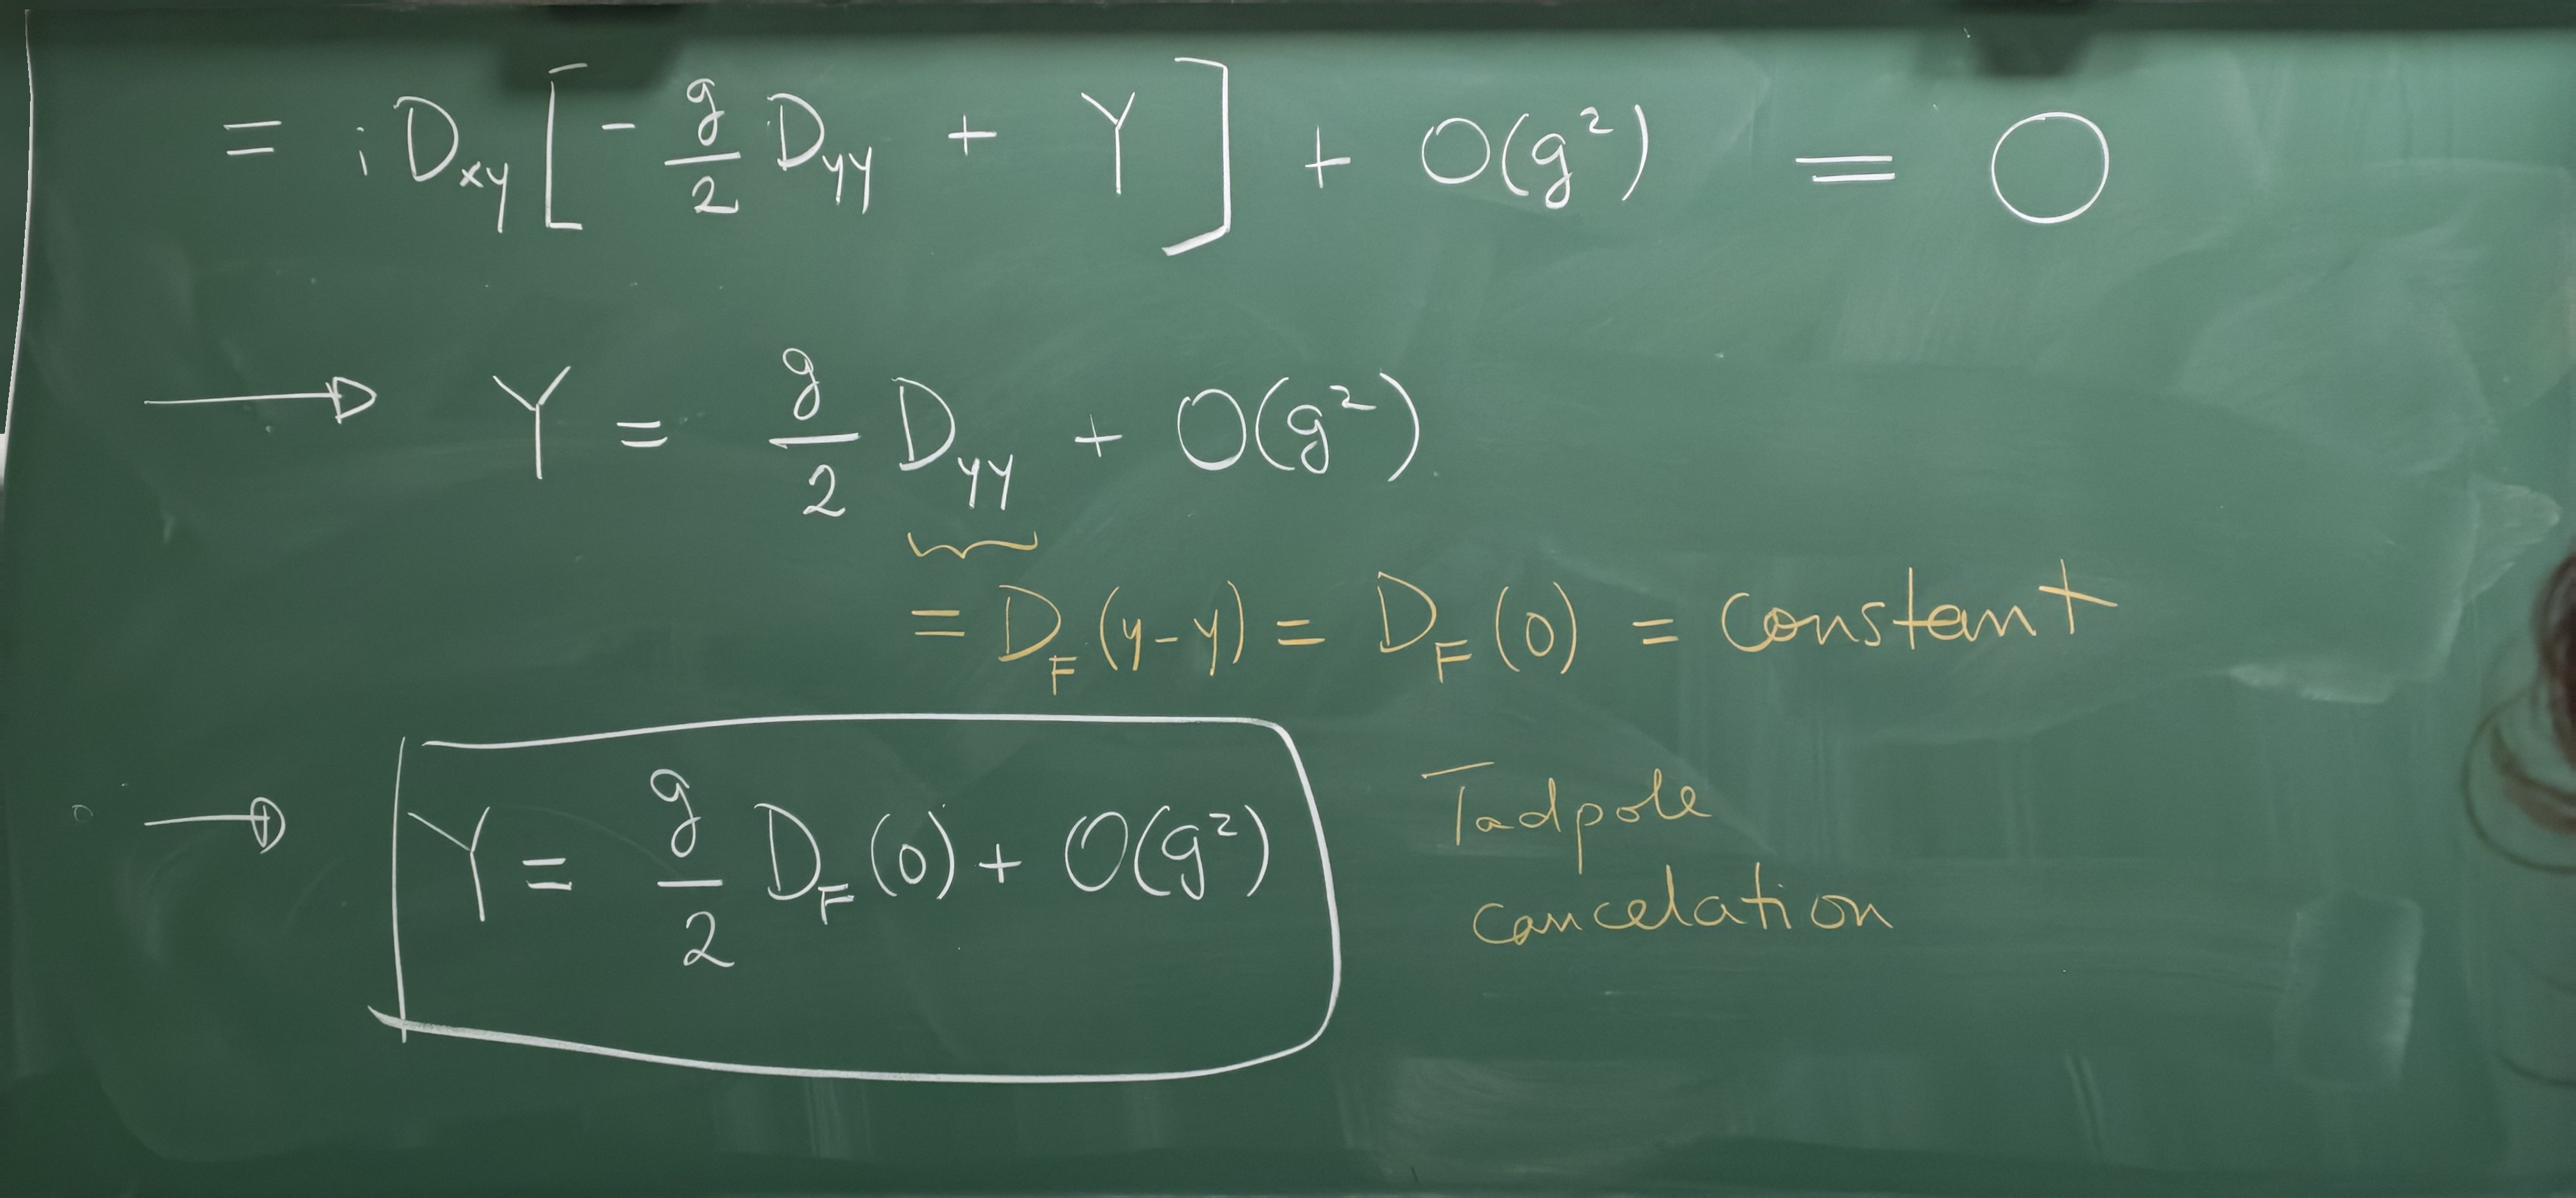 = i D_xy [ - g/2 D_yy + Y ] + O(g²) = 0
→ Y = g/2 D_yy + O(g²)
= D_F (y-y) = D_F (0) = constant
→ Y = g/2 D_F (0) + O(g²)
Tadpole
cancelation